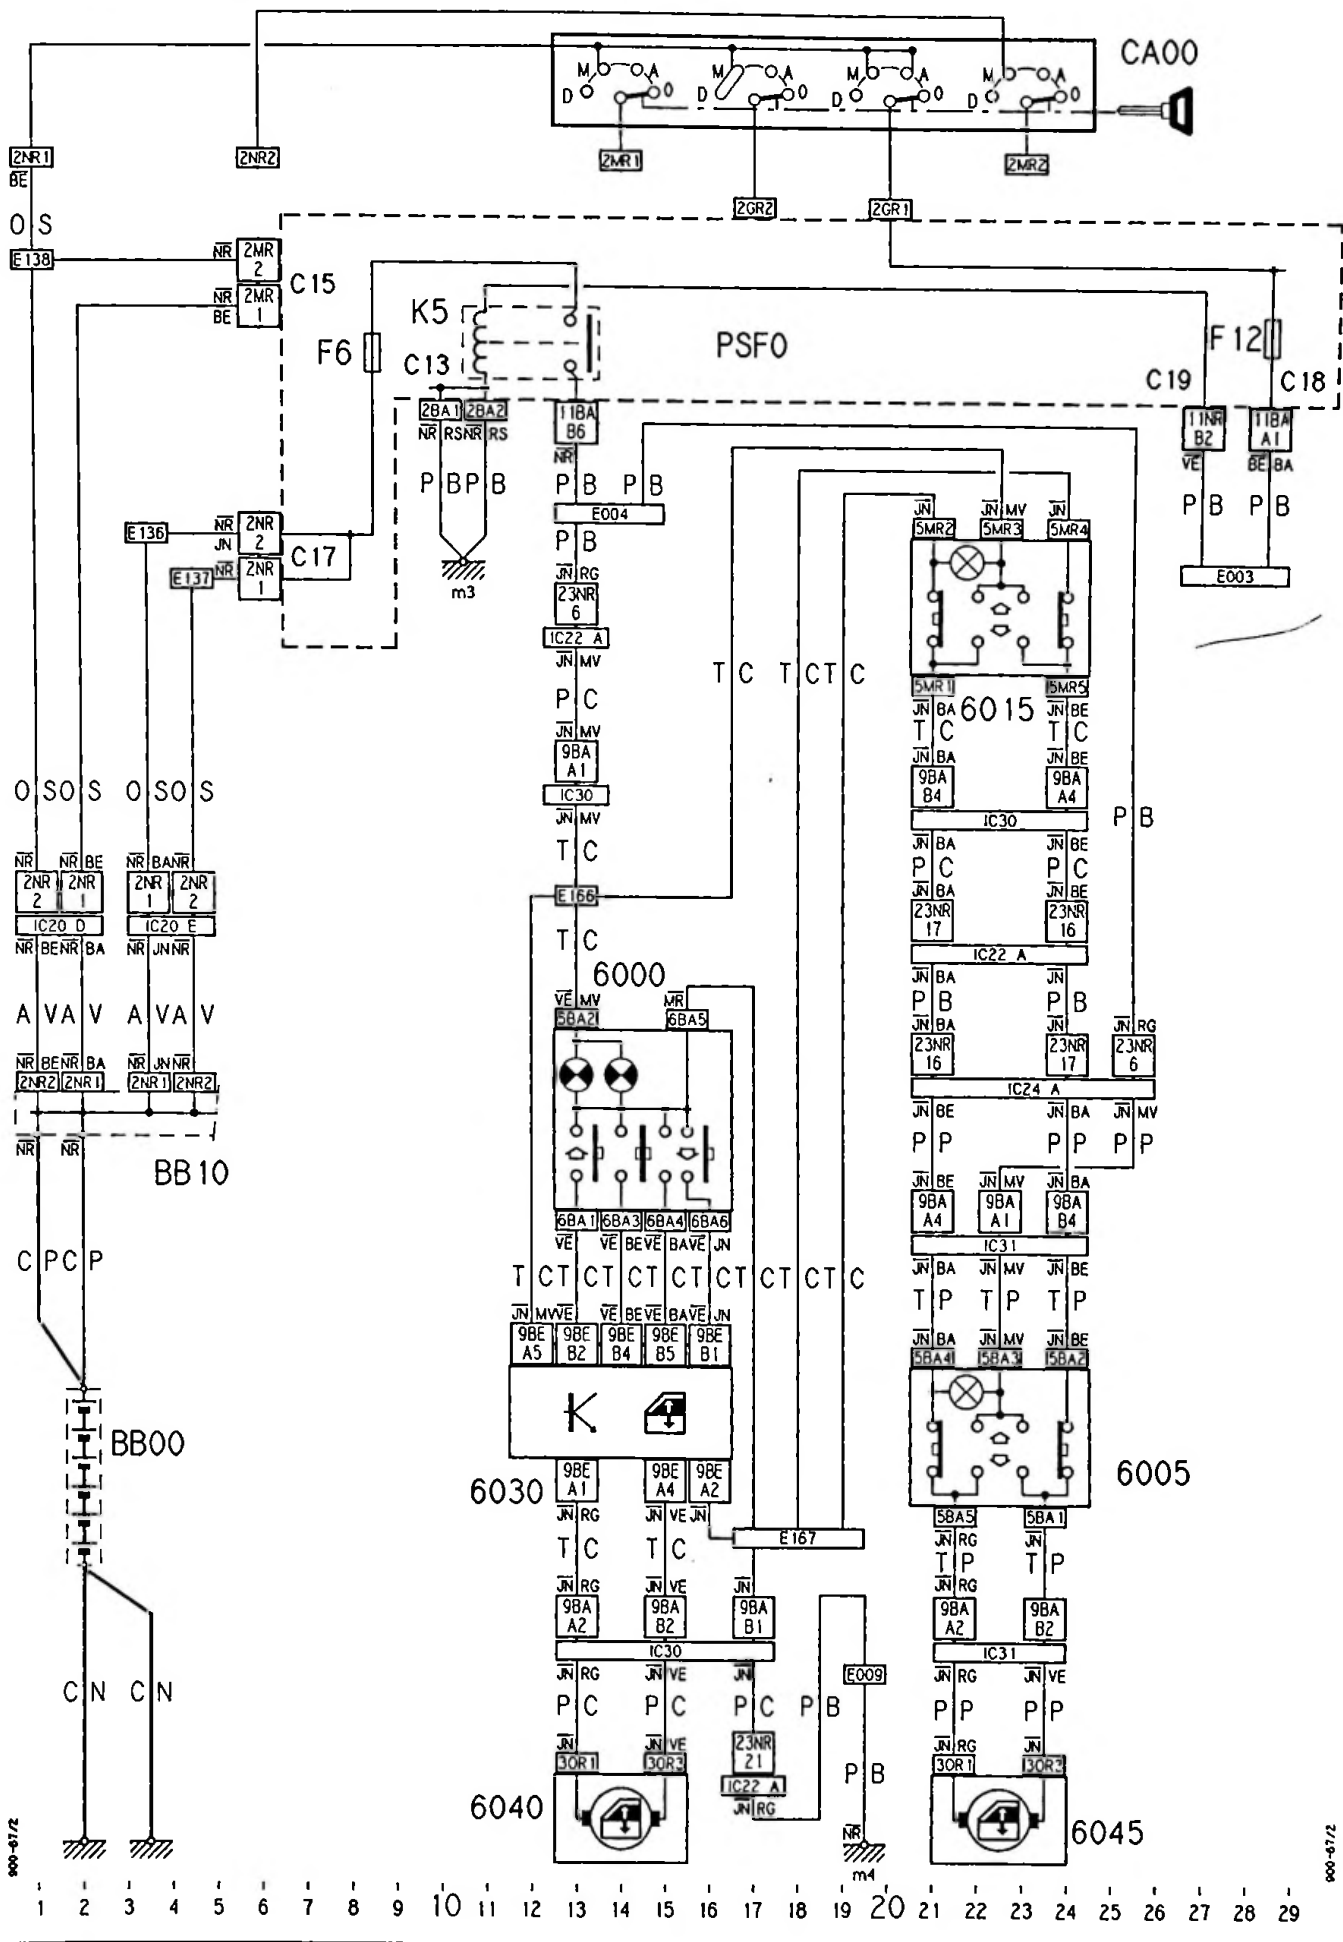 CA00
M A D O M A D O M A D O M A D O
2NR1 2NR2 2MR1 2MR2
BE
2GR2 2GR1
O S
E138 NR 2MR 2
C15
NR BE 2MR 1
K5
F6 PSF0 F12
C13 C19 C18
2BA1 2BA2 11BA B6 11NR B2 11BA A1
NR RS NR RS NR VE BE BA
P B P B P B P B P B P B
E004
E136 NR JN 2NR 2
C17
E137 NR 2NR 1
m3
P B
JN RG
23NR 6
IC22 A
JN MV
P C
JN MV
9BA A1
IC30
JN MV
T C
E003
JN JN MV JN
5MR2 5MR3 5MR4
T C T C T C
5MR1 5MR5
6015
JN BA JN BE
T C T C
JN BA JN BE
9BA B4 9BA A4
IC30
P B
JN BA JN BE
P C P C
JN BA JN BE
23NR 17 23NR 16
IC22 A
JN BA JN
P B P B
JN BA JN JN RG
23NR 16 23NR 17 23NR 6
IC24 A
JN BE JN BA JN MV
P P P P P P
JN BE JN MV JN BA
9BA A4 9BA A1 9BA B4
IC31
JN BA JN MV JN BE
T P T P T P
JN BA JN MV JN BE
5BA4 5BA3 5BA2
6005
5BA5 5BA1
JN RG JN
T P T P
JN RG
9BA A2 9BA B2
IC31
JN RG JN VE
P P P P
JN RG JN
30R1 30R3
6045
O S O S O S O S
NR NR BE NR BA NR
2NR 2 2NR 1 2NR 1 2NR 2
IC20 D IC20 E
NR BE NR BA NR JN NR
A V A V A V A V
NR BE NR BA NR JN NR
2NR2 2NR1 2NR1 2NR2
NR NR
BB10
C P C P
BB00
C N C N
E166
T C
6000
VE MV MR
5BA2 6BA5
6BA1 6BA3 6BA4 6BA6
VE VE BE VE BA VE JN
T C T C T C T C T C T C T C T C
JN MV VE VE BE VE BA VE JN
9BE A5 9BE B2 9BE B4 9BE B5 9BE B1
6030
9BE A1 9BE A4 9BE A2
JN RG JN VE JN
E167
T C T C
JN RG JN VE JN
9BA A2 9BA B2 9BA B1
IC30
JN RG JN VE JN
E009
P C P C P C P B
JN JN VE
30R1 30R3
23NR 21
IC22 A
JN RG
P B
NR
m4
6040
900-67/2
900-67/2
1 2 3 4 5 6 7 8 9 10 11 12 13 14 15 16 17 18 19 20 21 22 23 24 25 26 27 28 29